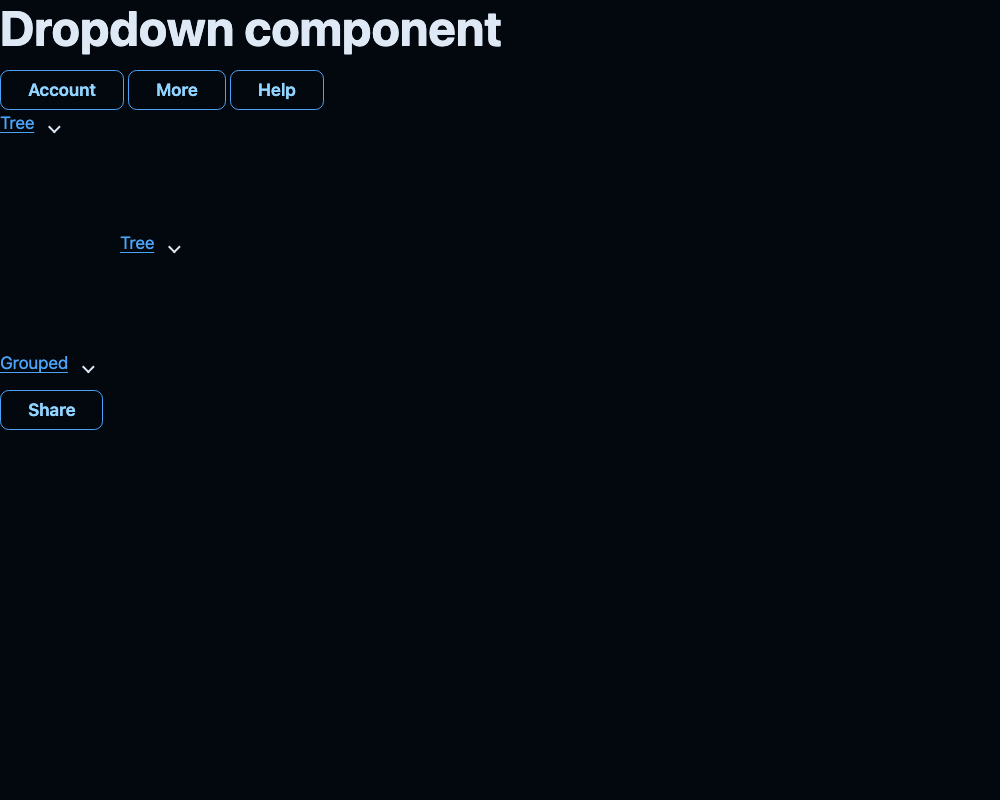 Dropdown component
Account More Help
Tree
Tree
Grouped
Share